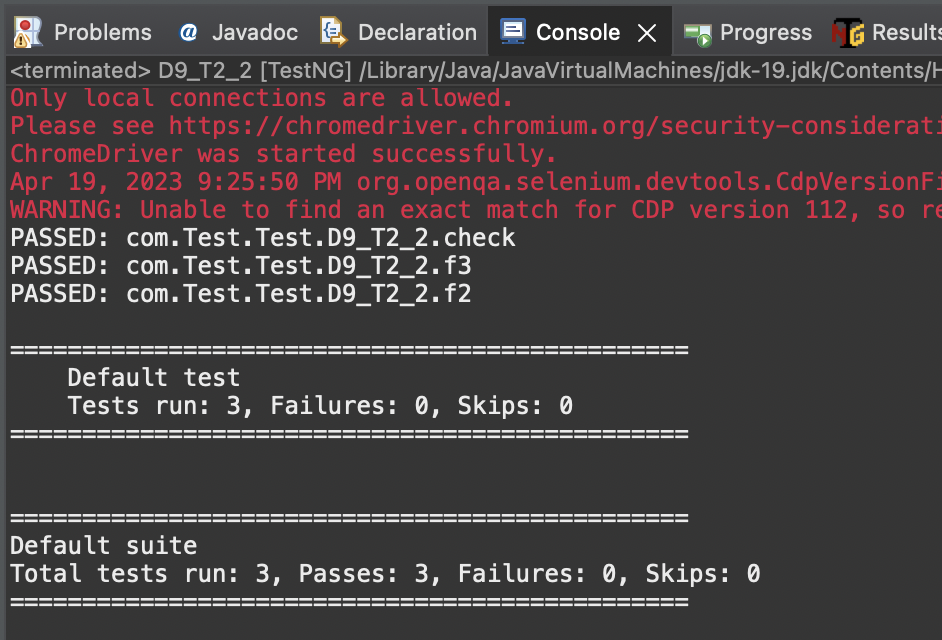 Problems Javadoc Declaration Console Progress Results
<terminated> D9_T2_2 [TestNG] /Library/Java/JavaVirtualMachines/jdk-19.jdk/Contents/H
Only local connections are allowed.
Please see https://chromedriver.chromium.org/security-considerati
ChromeDriver was started successfully.
Apr 19, 2023 9:25:50 PM org.openqa.selenium.devtools.CdpVersionFi
WARNING: Unable to find an exact match for CDP version 112, so re
PASSED: com.Test.Test.D9_T2_2.check
PASSED: com.Test.Test.D9_T2_2.f3
PASSED: com.Test.Test.D9_T2_2.f2
===============================================
Default test
Tests run: 3, Failures: 0, Skips: 0
===============================================
===============================================
Default suite
Total tests run: 3, Passes: 3, Failures: 0, Skips: 0
===============================================